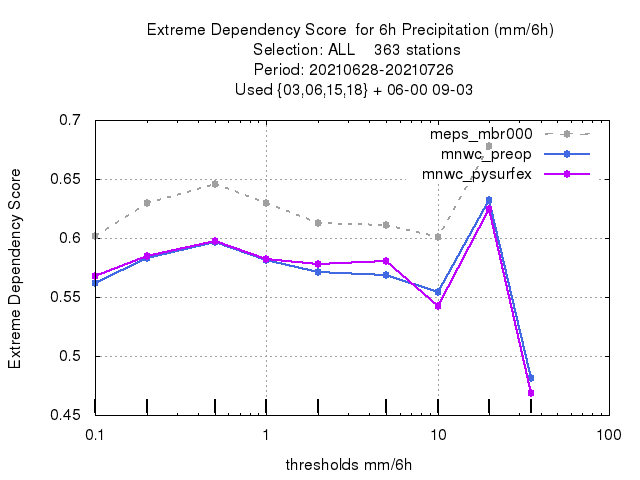 Extreme Dependency Score  for 6h Precipitation (mm/6h)
Selection: ALL    363 stations
Period: 20210628-20210726
Used {03,06,15,18} + 06-00 09-03
meps_mbr000
mnwc_preop
mnwc_pysurfex
Extreme Dependency Score
0.7
0.65
0.6
0.55
0.5
0.45
0.1
1
10
100
thresholds mm/6h